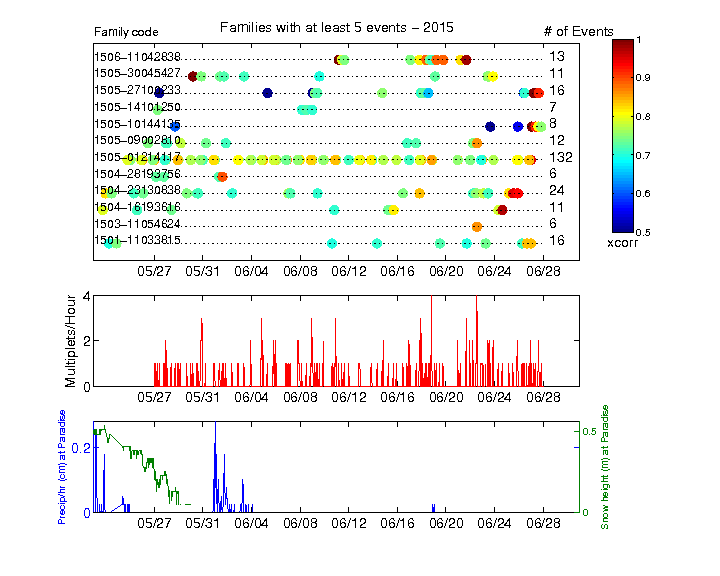 Families with at least 5 events − 2015
Family code
# of Events
1506−11042838 13
1505−30045427 11
1505−27103233 16
1505−14101250 7
1505−10144135 8
1505−09002810 12
1505−01214117 132
1504−28193756 6
1504−23130838 24
1504−16193616 11
1503−11054624 6
1501−11033815 16
05/27 05/31 06/04 06/08 06/12 06/16 06/20 06/24 06/28
1
0.9
0.8
0.7
0.6
0.5
xcorr
Multiplets/Hour
4
2
0
05/27 05/31 06/04 06/08 06/12 06/16 06/20 06/24 06/28
Precip/hr (cm) at Paradise
0.2
0
Snow height (m) at Paradise
0.5
0
05/27 05/31 06/04 06/08 06/12 06/16 06/20 06/24 06/28